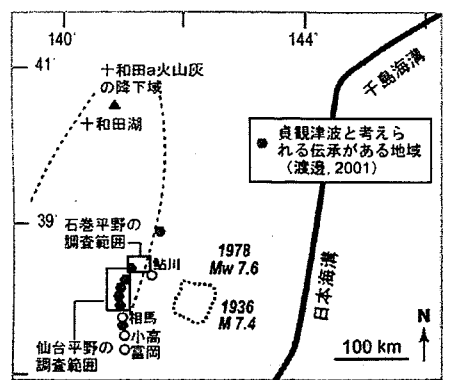 140˚
144˚
41˚
十和田a火山灰
の降下域
十和田湖
千島海溝
貞観津波と考えら
れる伝承がある地域
(渡邊, 2001)
39˚
石巻平野の
調査範囲
鮎川
1978
Mw 7.6
1936
M 7.4
日本海溝
相馬
小高
富岡
仙台平野の
調査範囲
N
100 km